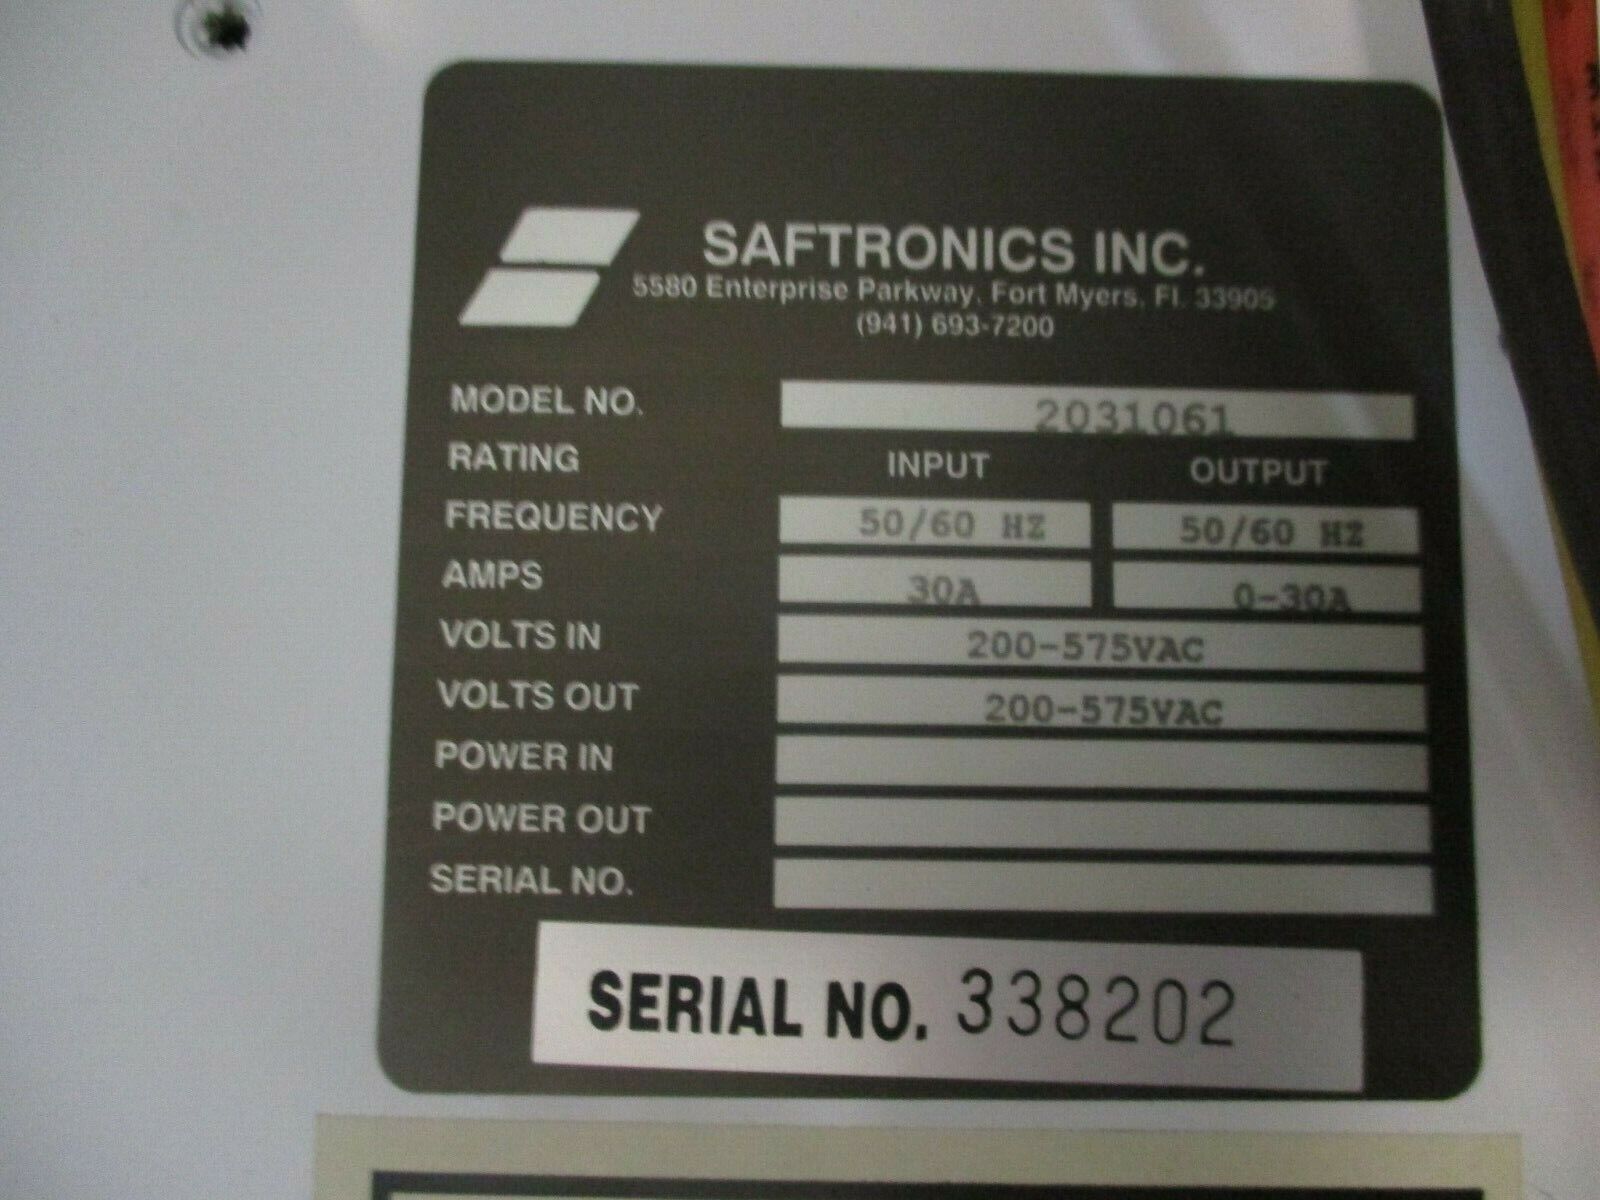 SAFTRONICS INC.
5580 Enterprise Parkway, Fort Myers, Fl. 33905
(941) 693-7200
MODEL NO. 2031061
RATING INPUT OUTPUT
FREQUENCY 50/60 HZ 50/60 HZ
AMPS 30A 0-30A
VOLTS IN 200-575VAC
VOLTS OUT 200-575VAC
POWER IN
POWER OUT
SERIAL NO.
SERIAL NO. 338202